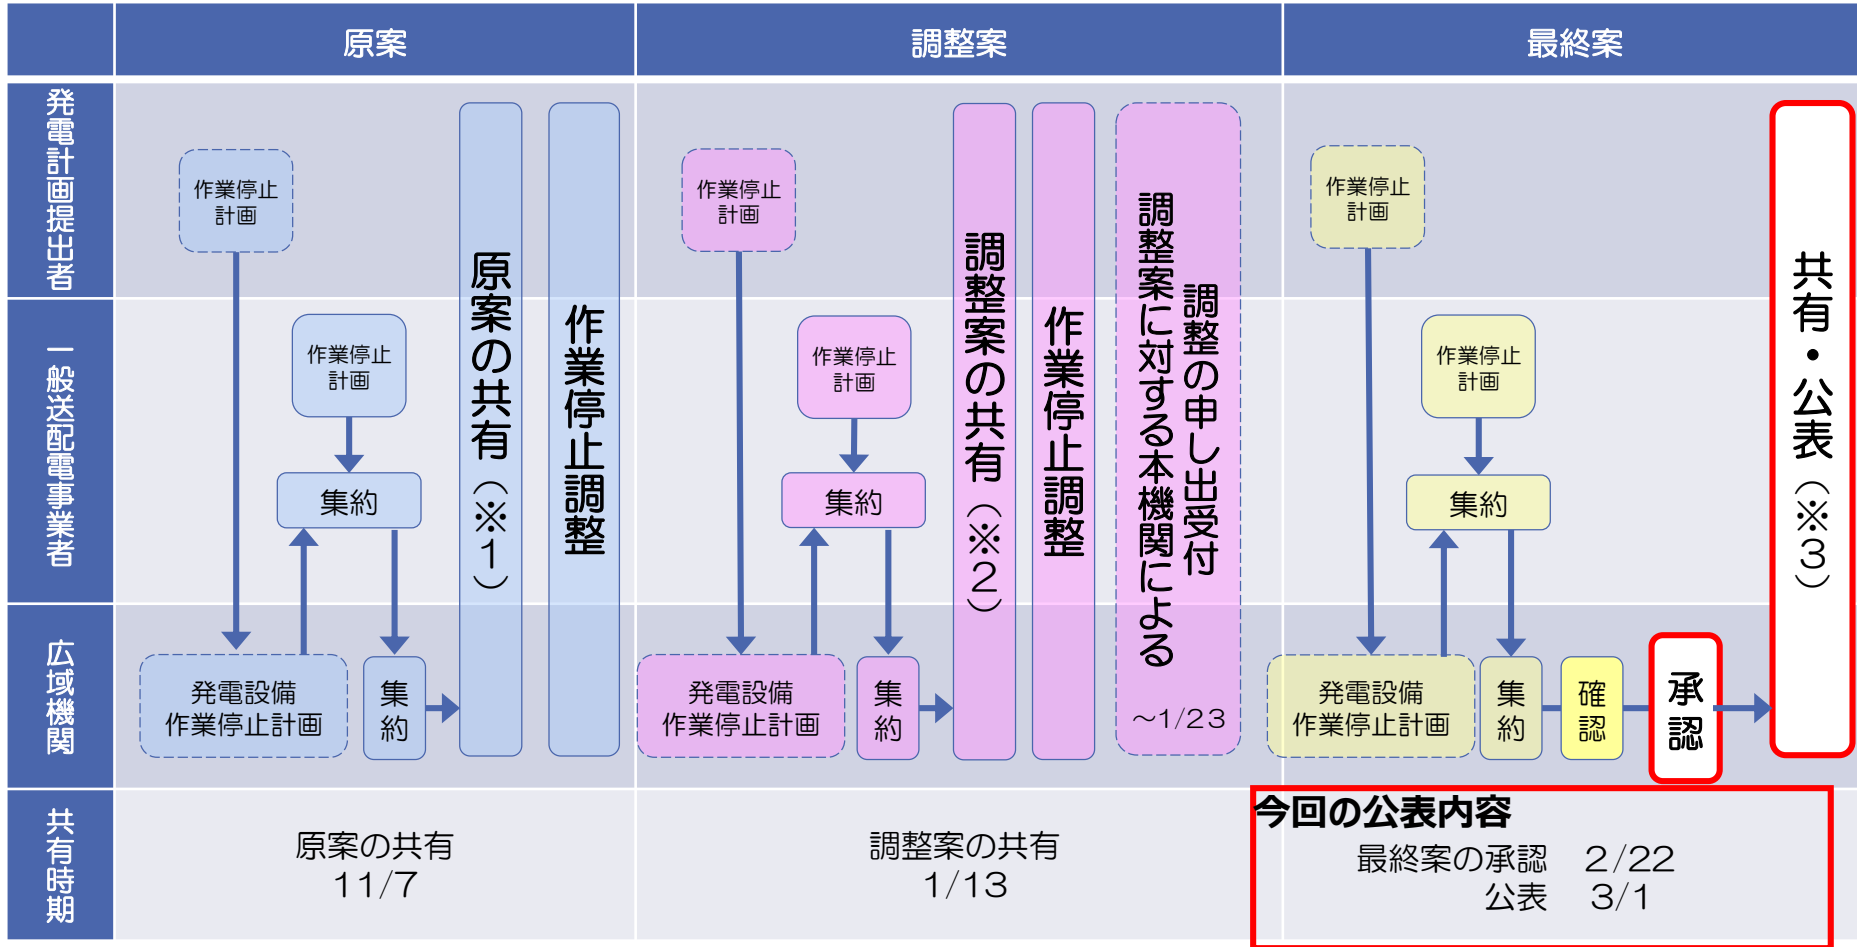 原案
調整案
最終案
発電計画提出者
作業停止
計画
作業停止
計画
作業停止
計画
一般送配電事業者
作業停止
計画
集約
作業停止
計画
集約
作業停止
計画
集約
原案の共有（※１）
作業停止調整
調整案の共有（※２）
作業停止調整
調整案に対する本機関による
調整の申し出受付
～1/23
共有・公表（※３）
広域機関
発電設備
作業停止計画
集約
発電設備
作業停止計画
集約
発電設備
作業停止計画
集約
確認
承認
共有時期
原案の共有
11/7
調整案の共有
1/13
今回の公表内容
最終案の承認　2/22
公表　3/1